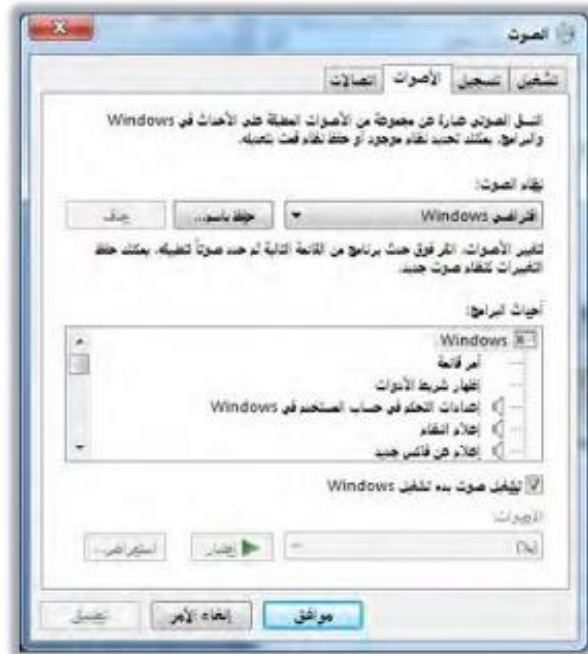 الصوت
تشغيل تسجيل الأصوات اتصالات
النسق الصوتي عبارة عن مجموعة من الأصوات المطبقة على الأحداث في Windows
والبرامج. يمكنك تحديد نظام موجود أو حفظ نظام قمت بتعديله.
نظام الصوت:
افتراضي Windows حفظ باسم... حذف
لتغيير الأصوات، انقر فوق حدث برنامج من القائمة التالية ثم حدد صوتاً لتطبيقه. يمكنك حفظ
التغييرات كنظام صوت جديد.
أحداث البرامج:
Windows
أمر قائمة
إظهار شريط الأدوات
إعدادات التحكم في حساب المستخدم في Windows
إعلام النظام
إعلام عن فاكس جديد
تشغيل صوت بدء تشغيل Windows
الأصوات:
(بلا) اختبار استعراض...
موافق إلغاء الأمر تطبيق